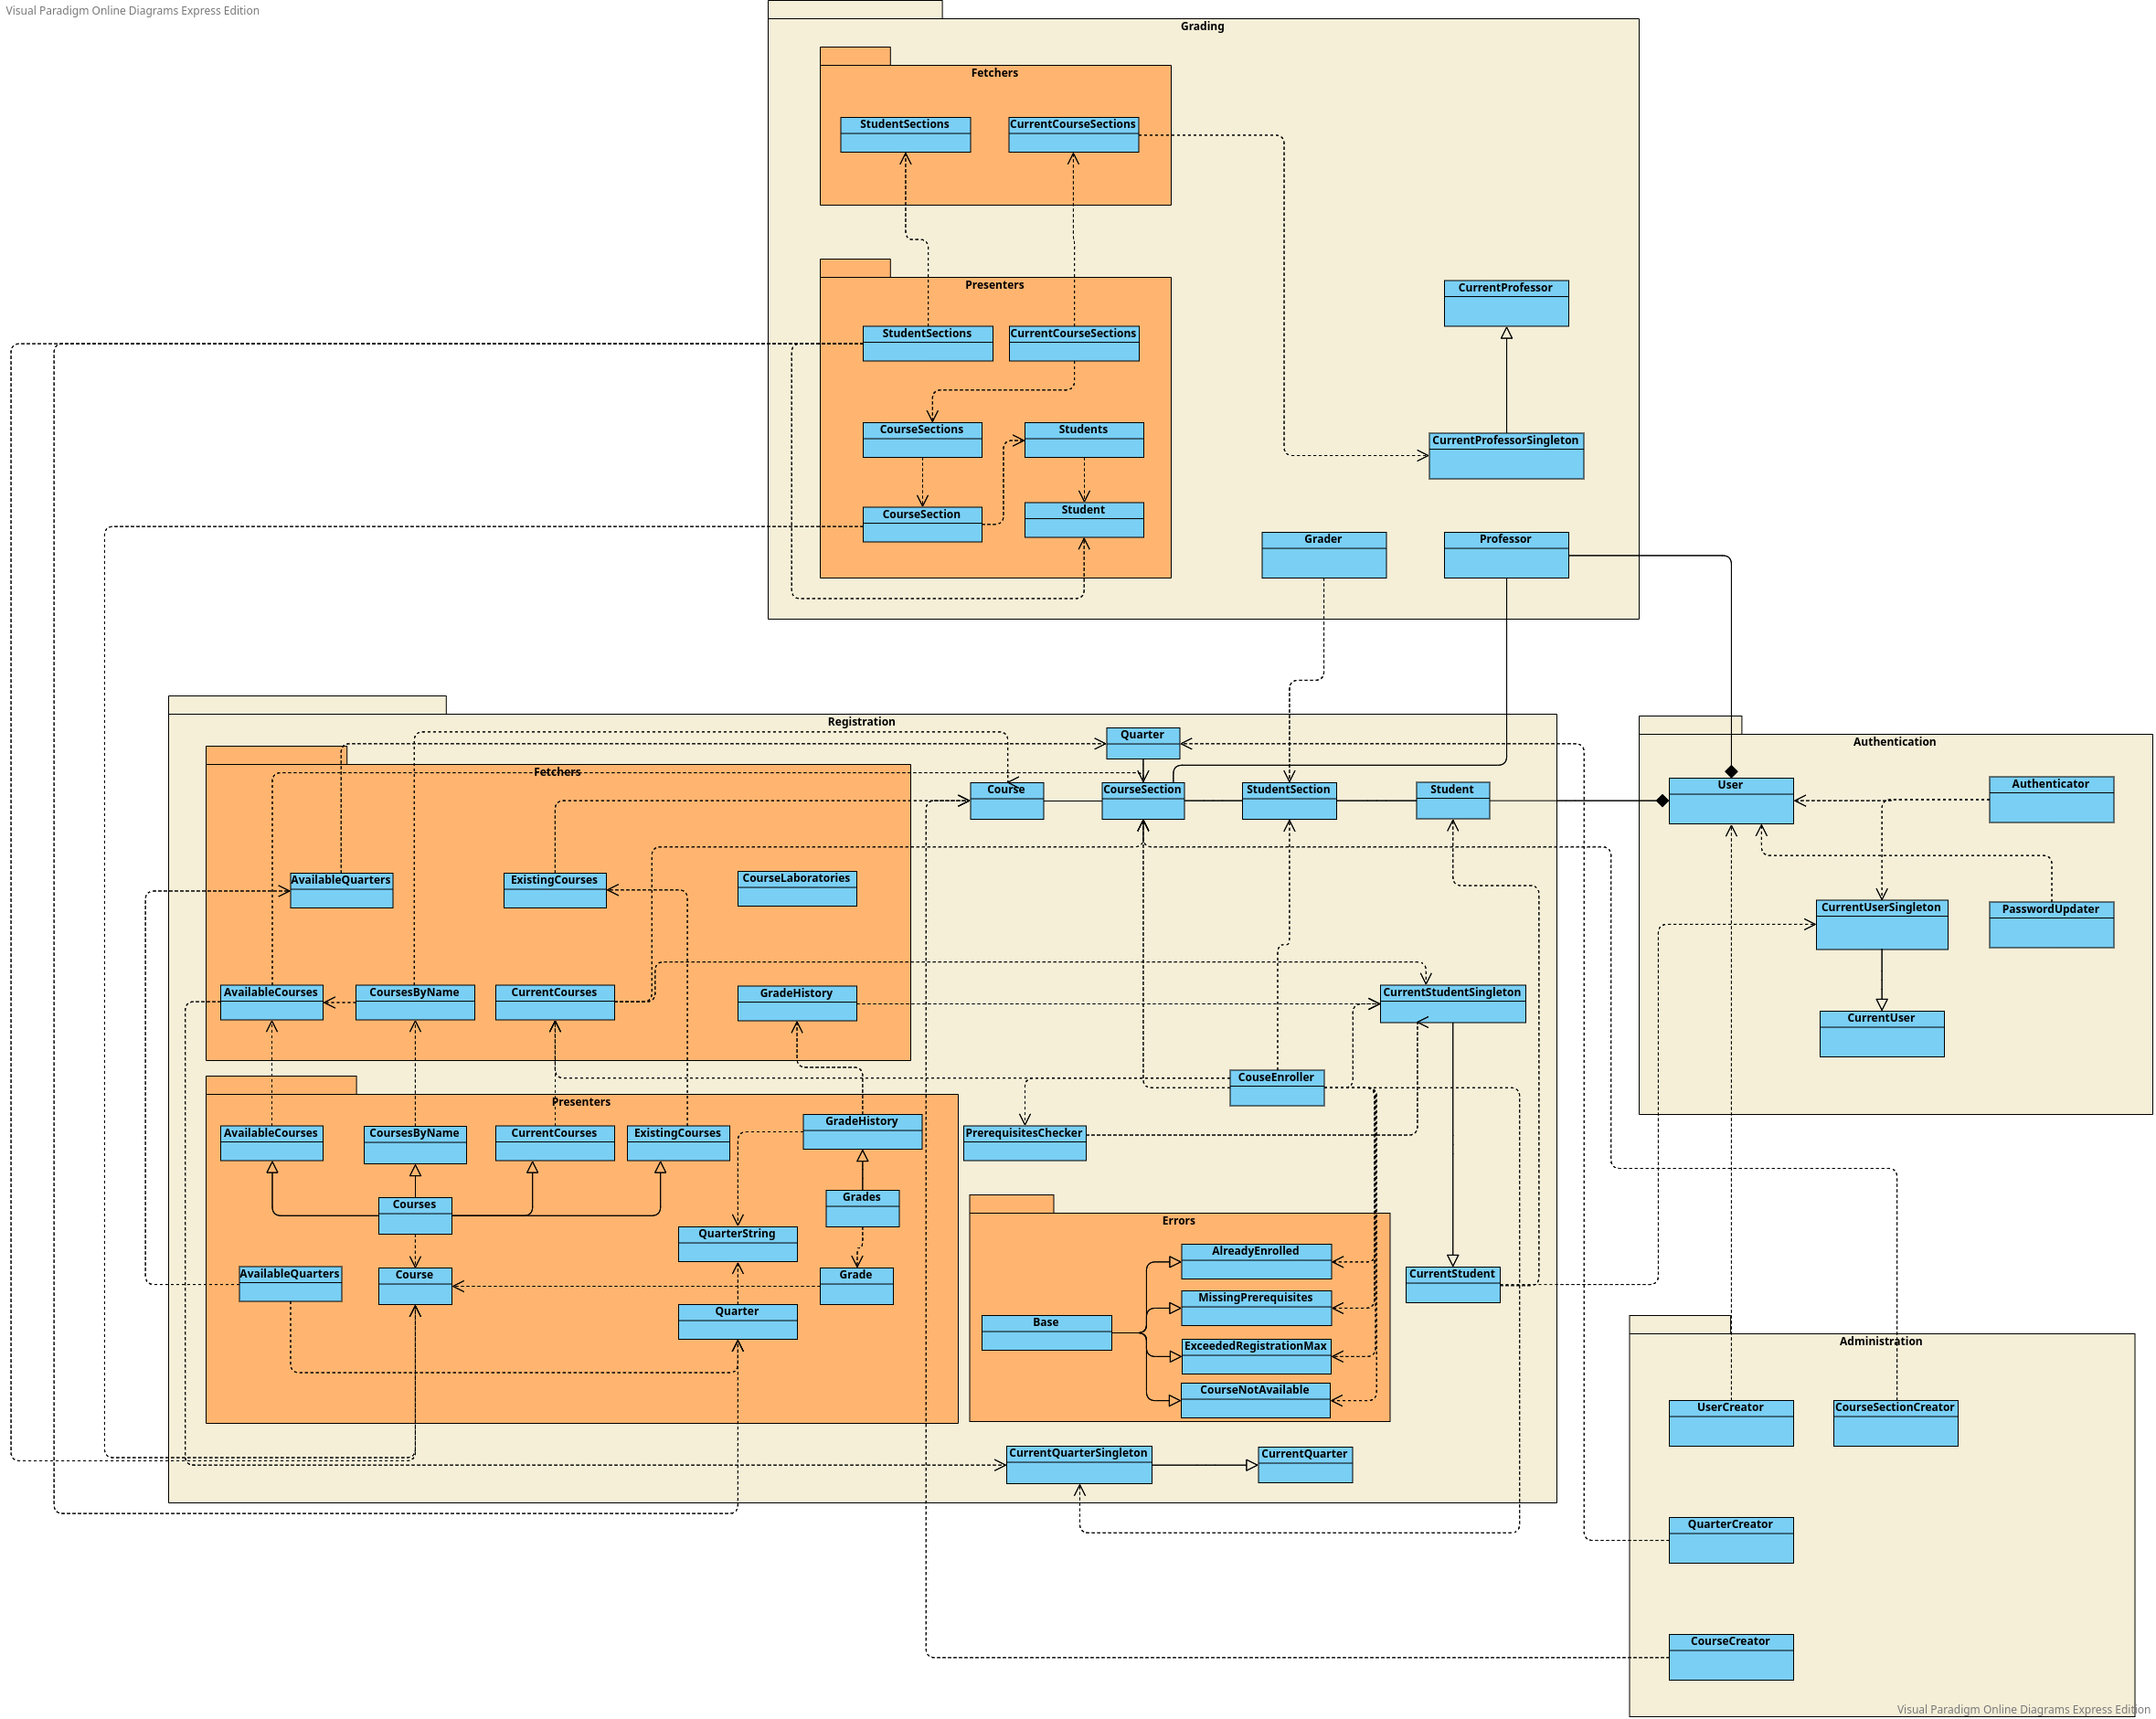 Visual Paradigm Online Diagrams Express Edition
Grading
Fetchers
StudentSections
CurrentCourseSections
Presenters
StudentSections
CurrentCourseSections
CourseSections
Students
CourseSection
Student
CurrentProfessor
CurrentProfessorSingleton
Grader
Professor
Registration
Fetchers
AvailableQuarters
ExistingCourses
CourseLaboratories
AvailableCourses
CoursesByName
CurrentCourses
GradeHistory
Quarter
Course
CourseSection
StudentSection
Student
CurrentStudentSingleton
CouseEnroller
PrerequisitesChecker
Presenters
AvailableCourses
CoursesByName
CurrentCourses
ExistingCourses
GradeHistory
Courses
Grades
QuarterString
AvailableQuarters
Course
Grade
Quarter
Errors
AlreadyEnrolled
MissingPrerequisites
Base
ExceededRegistrationMax
CourseNotAvailable
CurrentStudent
CurrentQuarterSingleton
CurrentQuarter
Authentication
User
Authenticator
CurrentUserSingleton
PasswordUpdater
CurrentUser
Administration
UserCreator
CourseSectionCreator
QuarterCreator
CourseCreator
Visual Paradigm Online Diagrams Express Edition